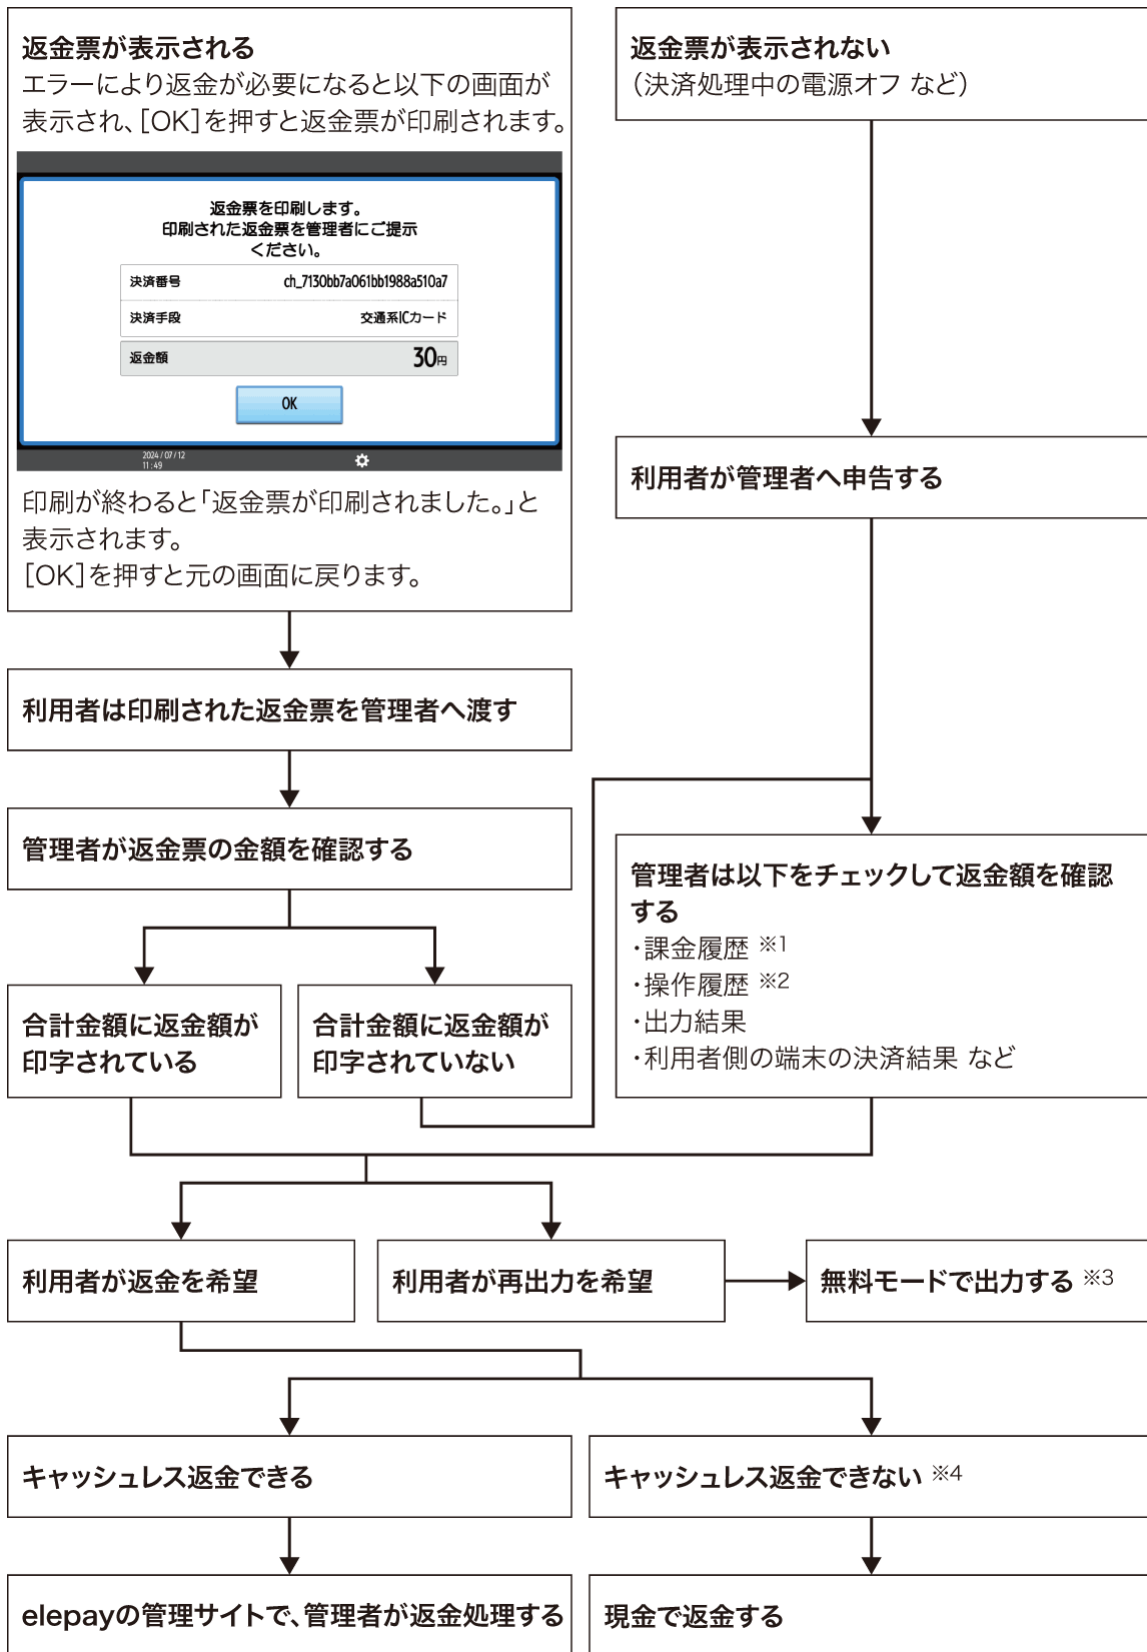 返金票が表示される
エラーにより返金が必要になると以下の画面が
表示され、[OK]を押すと返金票が印刷されます。
返金票を印刷します。
印刷された返金票を管理者にご提示
ください。
決済番号 ch_7130bb7a061bb1988a510a7
決済手段 交通系ICカード
返金額 30円
OK
2024/07/12
11:49
印刷が終わると「返金票が印刷されました。」と
表示されます。
[OK]を押すと元の画面に戻ります。
返金票が表示されない
(決済処理中の電源オフ など)
利用者が管理者へ申告する
利用者は印刷された返金票を管理者へ渡す
管理者が返金票の金額を確認する
合計金額に返金額が
印字されている
合計金額に返金額が
印字されていない
管理者は以下をチェックして返金額を確認
する
・課金履歴 ※1
・操作履歴 ※2
・出力結果
・利用者側の端末の決済結果 など
利用者が返金を希望
利用者が再出力を希望
無料モードで出力する ※3
キャッシュレス返金できる
キャッシュレス返金できない ※4
elepayの管理サイトで、管理者が返金処理する
現金で返金する